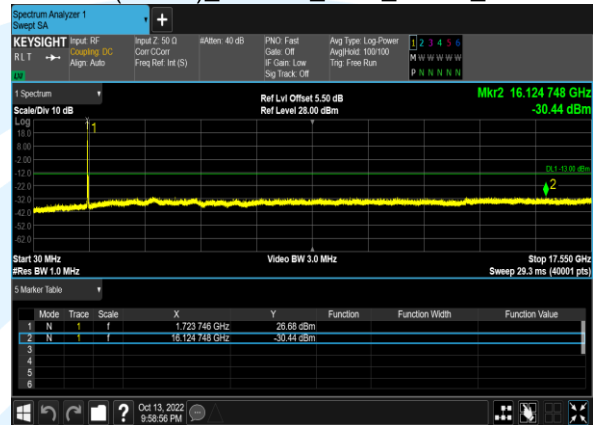 Spectrum Analyzer 1
Swept SA
+
KEYSIGHT Input: RF Input Z: 50 Ω #Atten: 40 dB PNO: Fast Avg Type: Log-Power 1 2 3 4 5 6
R L T Coupling: DC Corr CCorr Gate: Off Avg|Hold: 100/100 M W W W W W
Align: Auto Freq Ref: Int (S) IF Gain: Low Trig: Free Run P N N N N N
LW Sig Track: Off
1 Spectrum Ref Lvl Offset 5.50 dB Mkr2 16.124 748 GHz
Scale/Div 10 dB Ref Level 28.00 dBm -30.44 dBm
Log
18.0 1
8.00
-2.00
-12.0 DL1 -13.00 dBm
-22.0 2
-32.0
-42.0
-52.0
-62.0
Start 30 MHz Video BW 3.0 MHz Stop 17.550 GHz
#Res BW 1.0 MHz Sweep 29.3 ms (40001 pts)
5 Marker Table
Mode Trace Scale X Y Function Function Width Function Value
1 N 1 f 1.723 746 GHz 26.68 dBm
2 N 1 f 16.124 748 GHz -30.44 dBm
3
4
5
6
? Oct 13, 2022
9:58:56 PM